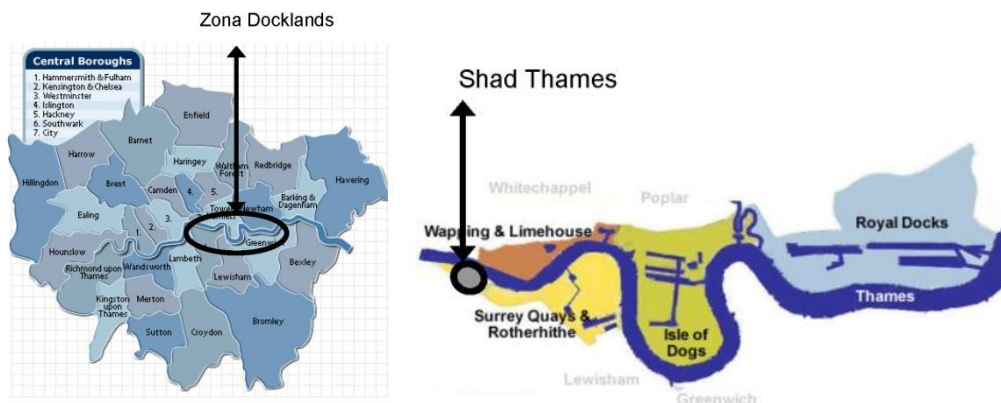 Zona Docklands
Central Boroughs
1. Hammersmith & Fulham
2. Kensington & Chelsea
3. Westminster
4. Islington
5. Hackney
6. Southwark
7. City
Enfield
Barnet
Harrow
Haringey
Waltham
Forest
Redbridge
Hillingdon
Brent
Camden
4.
5.
Havering
Barking &
Dagenham
Ealing
3.
2.
1.
Tower
Hamlets
Newham
Hounslow
Greenwich
Richmond upon
Thames
Wandsworth
Lambeth
Lewisham
Bexley
Kingston
upon
Thames
Merton
Sutton
Croydon
Bromley
Shad Thames
Whitechappel
Poplar
Wapping & Limehouse
Royal Docks
Thames
Surrey Quays &
Rotherhithe
Isle of
Dogs
Lewisham
Greenwich